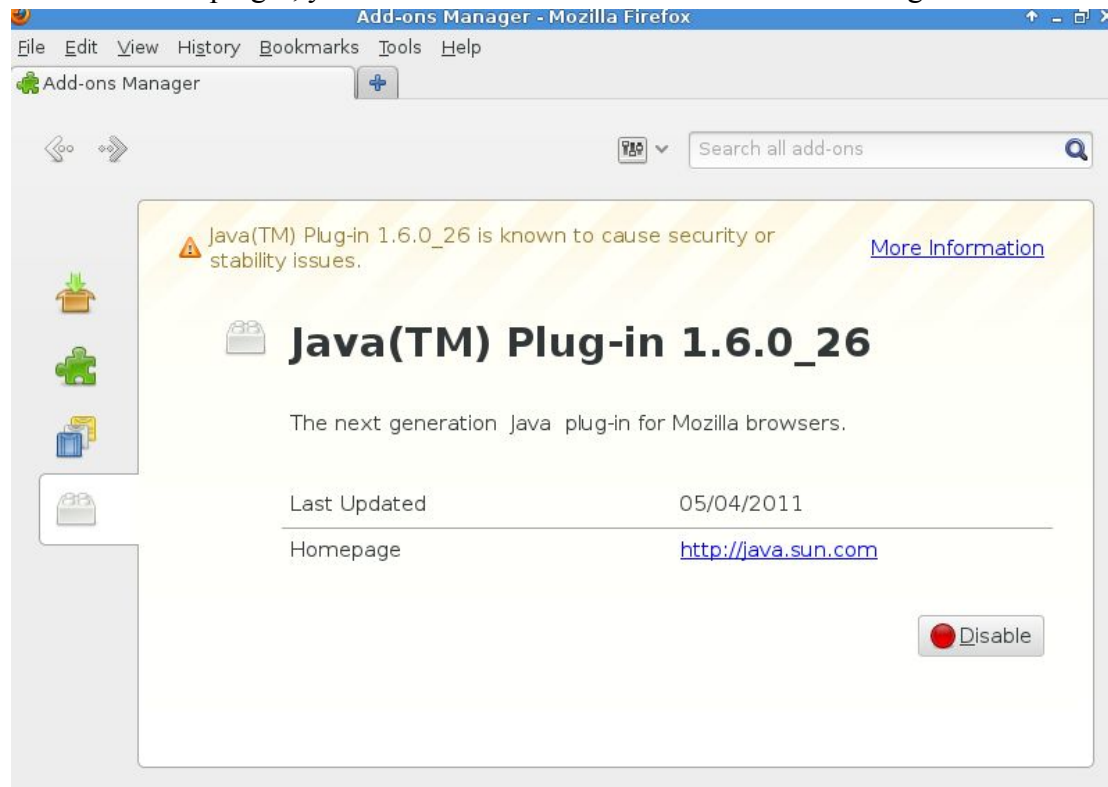 Add-ons Manager - Mozilla Firefox
File Edit View History Bookmarks Tools Help
Add-ons Manager
Search all add-ons
Java(TM) Plug-in 1.6.0_26 is known to cause security or
stability issues.
More Information
Java(TM) Plug-in 1.6.0_26
The next generation Java plug-in for Mozilla browsers.
Last Updated 05/04/2011
Homepage http://java.sun.com
Disable